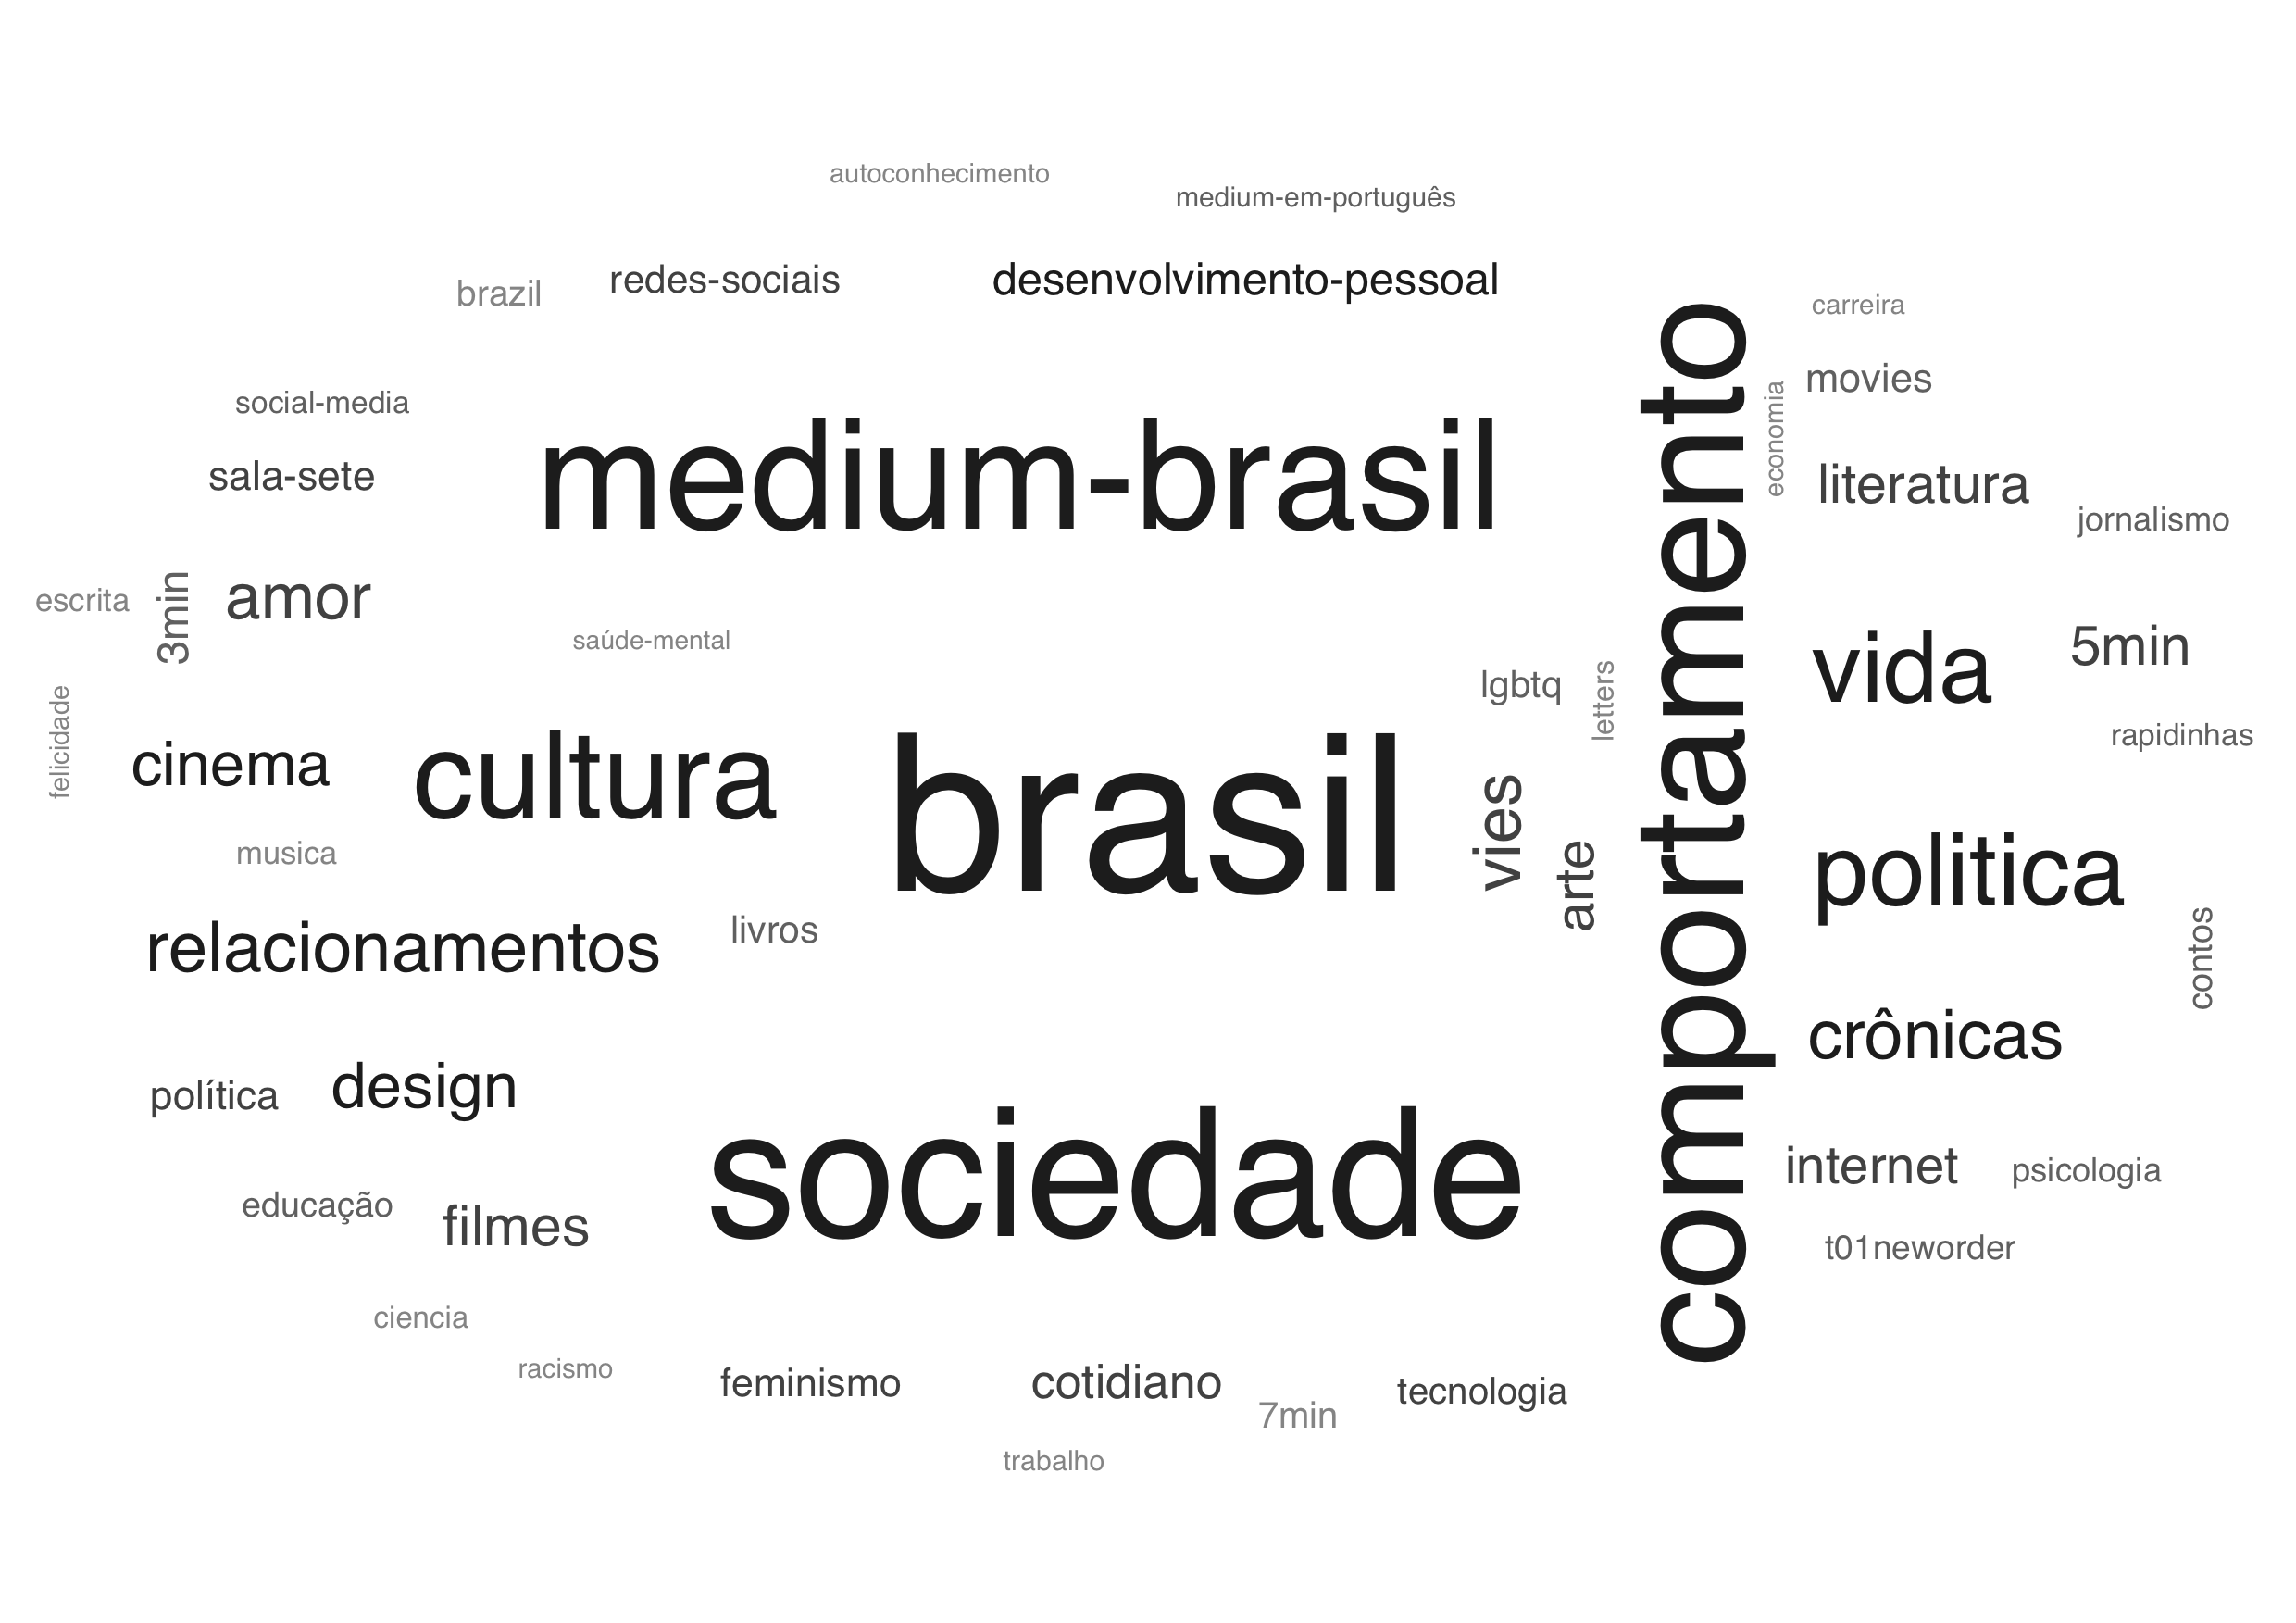 autoconhecimento
medium-em-português
brazil
redes-sociais
desenvolvimento-pessoal
carreira
social-media
movies
economia
sala-sete
medium-brasil
comportamento
literatura
jornalismo
escrita
3min
amor
saúde-mental
lgbtq
letters
vida
5min
felicidade
cinema
cultura
brasil
vies
arte
rapidinhas
musica
politica
relacionamentos
livros
contos
crônicas
política
design
sociedade
internet
psicologia
educação
filmes
t01neworder
ciencia
racismo
feminismo
cotidiano
7min
tecnologia
trabalho